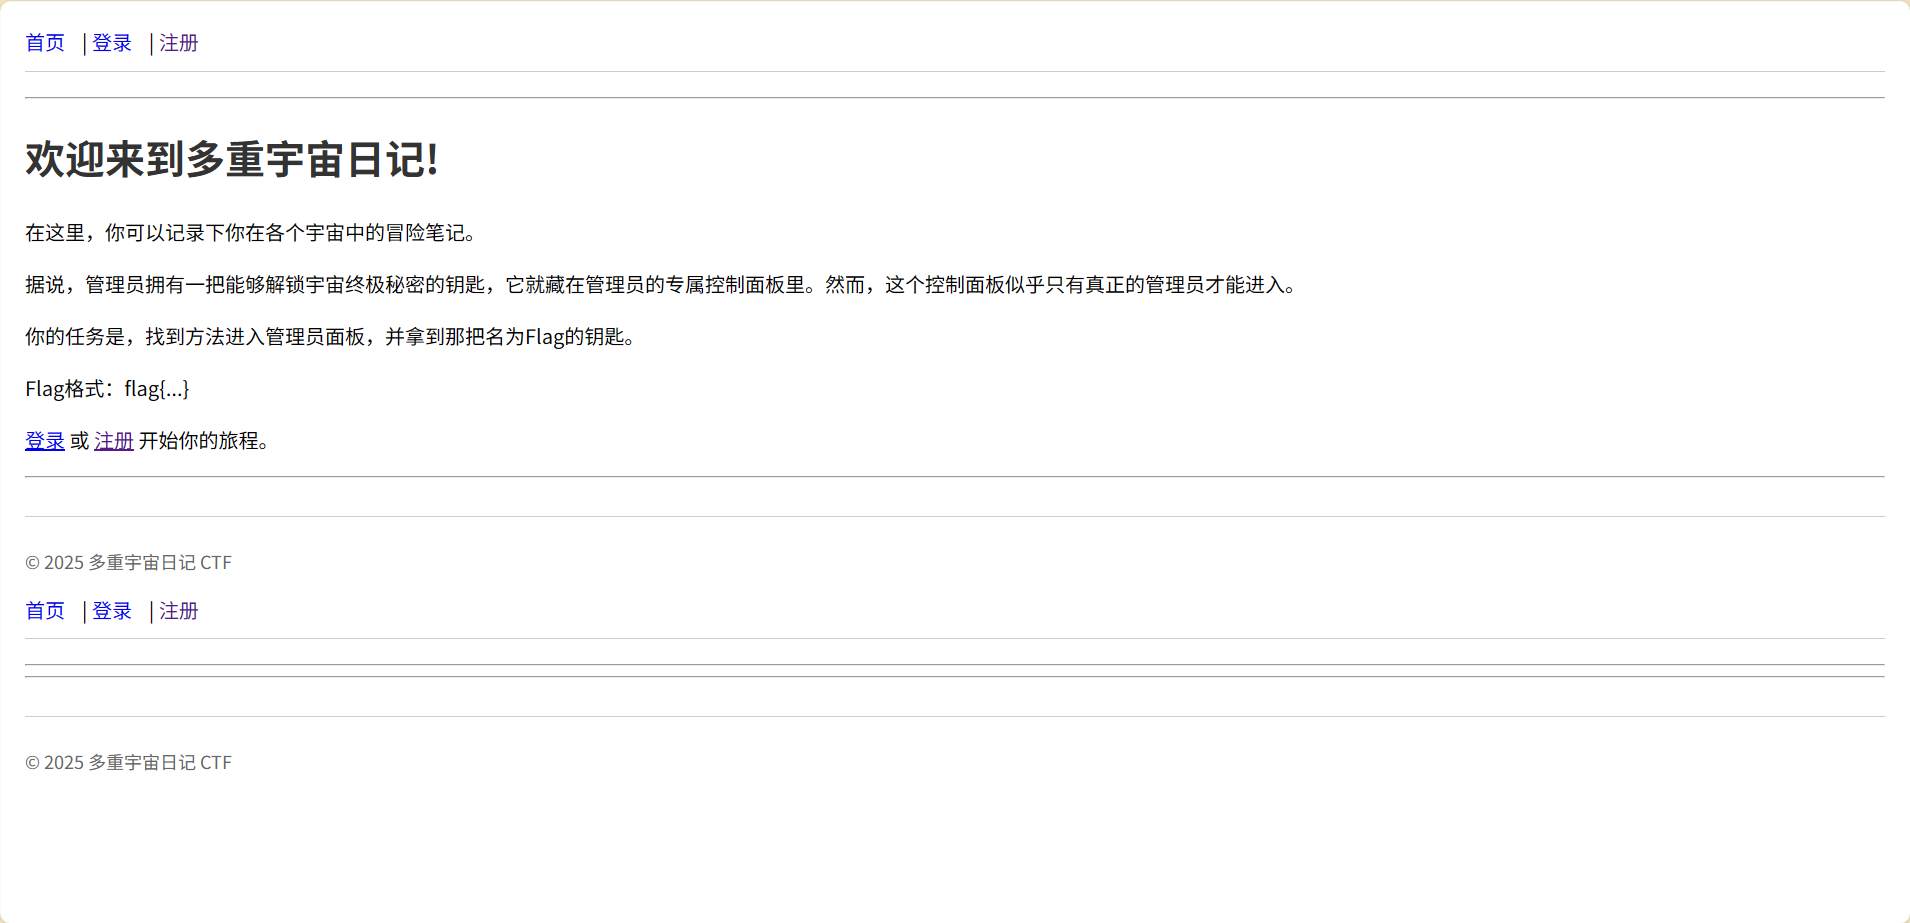 首页 | 登录 | 注册
欢迎来到多重宇宙日记!
在这里，你可以记录下你在各个宇宙中的冒险笔记。
据说，管理员拥有一把能够解锁宇宙终极秘密的钥匙，它就藏在管理员的专属控制面板里。然而，这个控制面板似乎只有真正的管理员才能进入。
你的任务是，找到方法进入管理员面板，并拿到那把名为Flag的钥匙。
Flag格式：flag{...}
登录 或 注册 开始你的旅程。
© 2025 多重宇宙日记 CTF
首页 | 登录 | 注册
© 2025 多重宇宙日记 CTF